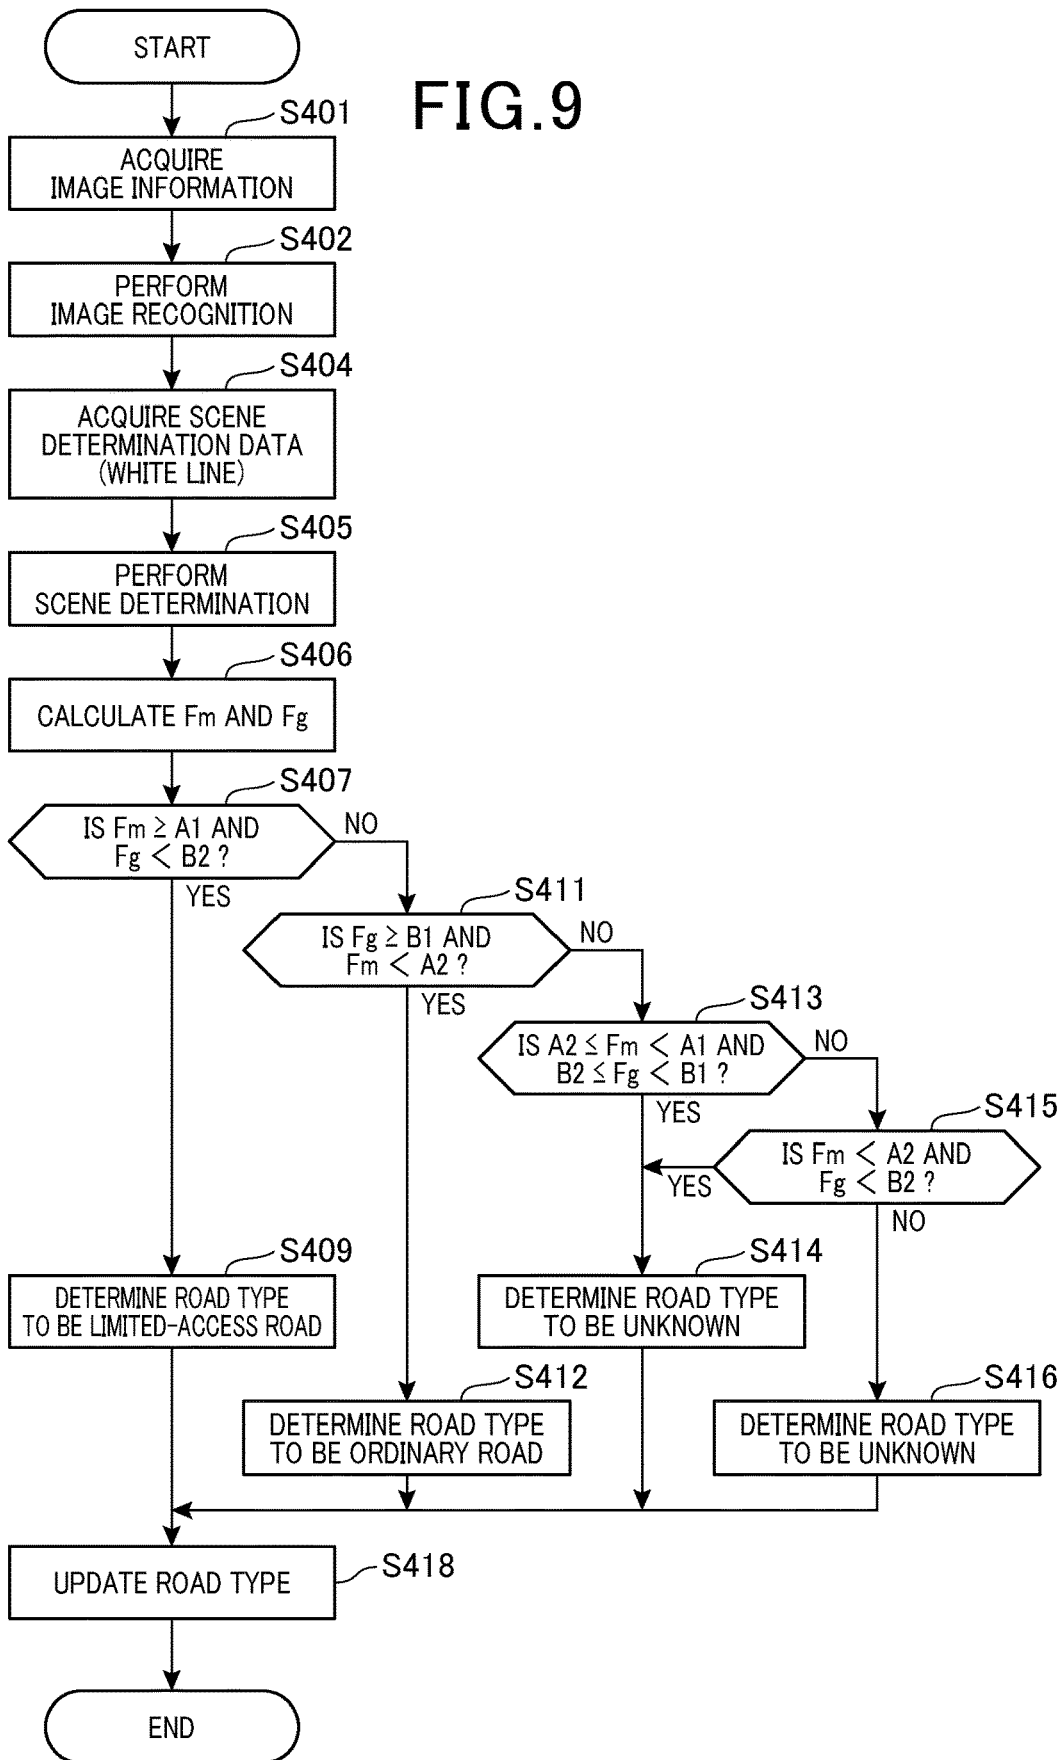 START
FIG.9
S401
ACQUIRE
IMAGE INFORMATION
S402
PERFORM
IMAGE RECOGNITION
S404
ACQUIRE SCENE
DETERMINATION DATA
(WHITE LINE)
S405
PERFORM
SCENE DETERMINATION
S406
CALCULATE Fm AND Fg
S407
IS Fm ≥ A1 AND
Fg < B2 ?
NO
YES
S411
IS Fg ≥ B1 AND
Fm < A2 ?
NO
YES
S413
IS A2 ≤ Fm < A1 AND
B2 ≤ Fg < B1 ?
NO
YES
S415
IS Fm < A2 AND
Fg < B2 ?
YES
NO
S409
DETERMINE ROAD TYPE
TO BE LIMITED-ACCESS ROAD
S414
DETERMINE ROAD TYPE
TO BE UNKNOWN
S412
DETERMINE ROAD TYPE
TO BE ORDINARY ROAD
S416
DETERMINE ROAD TYPE
TO BE UNKNOWN
UPDATE ROAD TYPE
S418
END